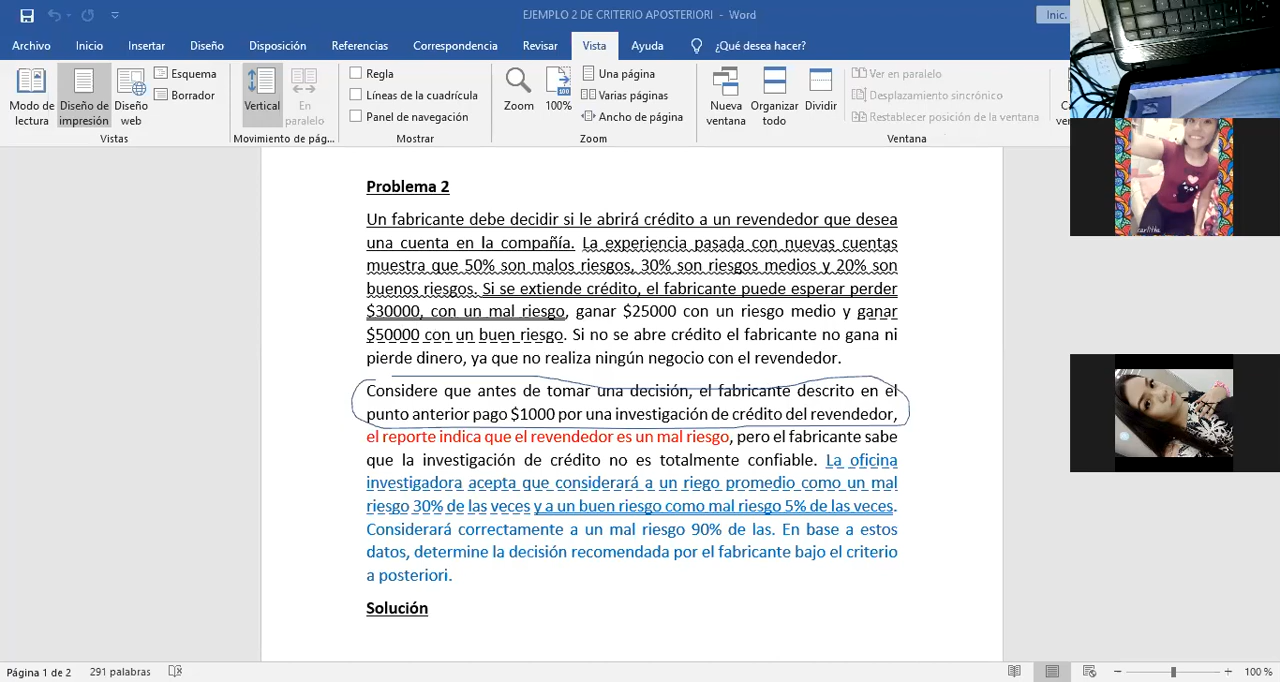 EJEMPLO 2 DE CRITERIO APOSTERIORI - Word
Inic.
Archivo Inicio Insertar Diseño Disposición Referencias Correspondencia Revisar Vista Ayuda ¿Qué desea hacer?
Modo de lectura
Diseño de impresión
Diseño web
Esquema
Borrador
Vistas
Vertical
En paralelo
Movimiento de pág...
Regla
Líneas de la cuadrícula
Panel de navegación
Mostrar
Zoom
100%
Una página
Varias páginas
Ancho de página
Zoom
Nueva ventana
Organizar todo
Dividir
Ver en paralelo
Desplazamiento sincrónico
Restablecer posición de la ventana
Ventana
Problema 2
Un fabricante debe decidir si le abrirá crédito a un revendedor que desea
una cuenta en la compañía. La experiencia pasada con nuevas cuentas
muestra que 50% son malos riesgos, 30% son riesgos medios y 20% son
buenos riesgos. Si se extiende crédito, el fabricante puede esperar perder
$30000, con un mal riesgo, ganar $25000 con un riesgo medio y ganar
$50000 con un buen riesgo. Si no se abre crédito el fabricante no gana ni
pierde dinero, ya que no realiza ningún negocio con el revendedor.
Considere que antes de tomar una decisión, el fabricante descrito en el
punto anterior pago $1000 por una investigación de crédito del revendedor,
el reporte indica que el revendedor es un mal riesgo, pero el fabricante sabe
que la investigación de crédito no es totalmente confiable. La oficina
investigadora acepta que considerará a un riego promedio como un mal
riesgo 30% de las veces y a un buen riesgo como mal riesgo 5% de las veces.
Considerará correctamente a un mal riesgo 90% de las. En base a estos
datos, determine la decisión recomendada por el fabricante bajo el criterio
a posteriori.
Solución
Página 1 de 2 291 palabras
100 %